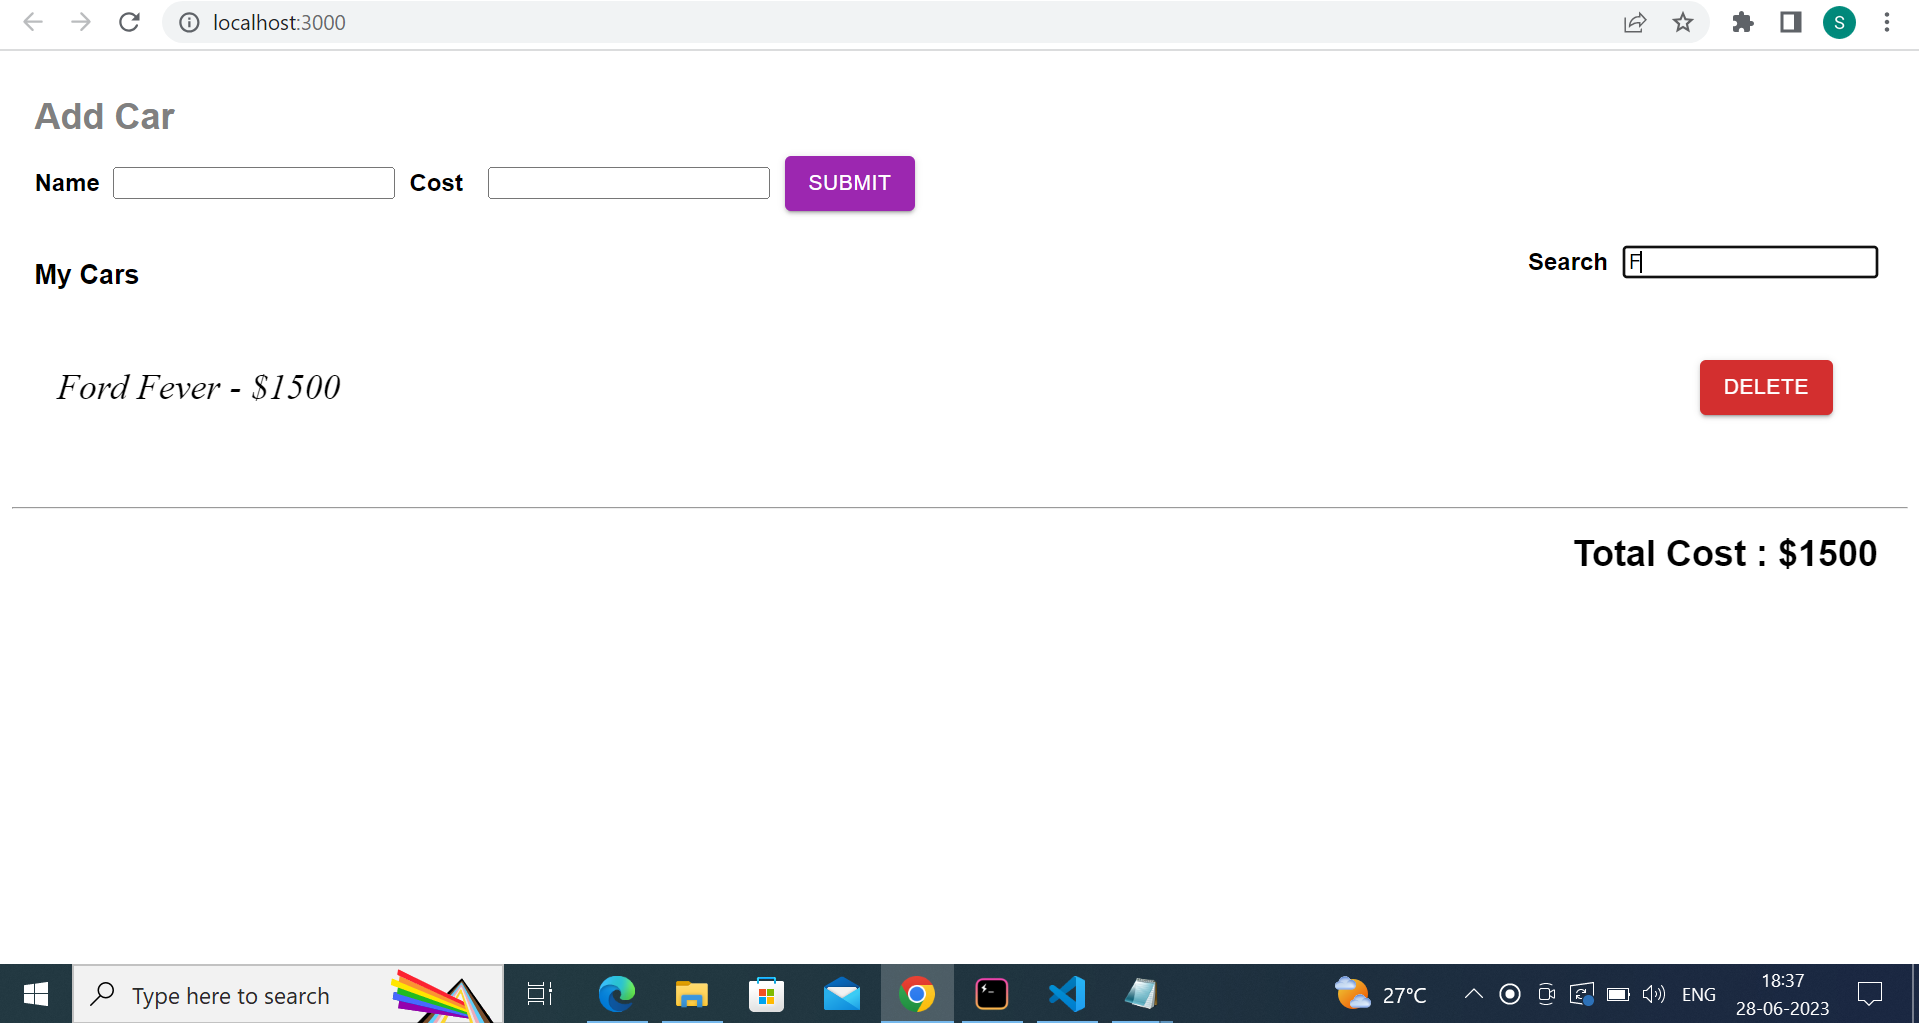 localhost:3000
S
Add Car
Name Cost SUBMIT
Search F
My Cars
Ford Fever - $1500 DELETE
Total Cost : $1500
Type here to search 27°C ENG 18:37
28-06-2023